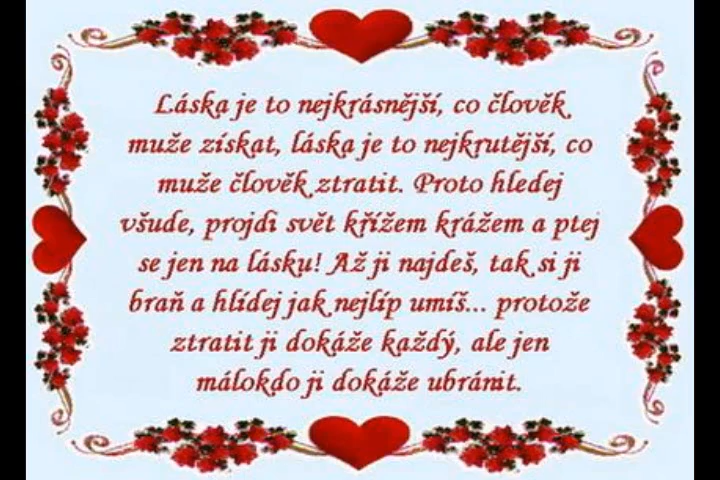 Láska je to nejkrásnější, co člověk
muže získat, láska je to nejkrutější, co
muže člověk ztratit. Proto hledej
všude, projdi svět křížem krážem a ptej
se jen na lásku! Až ji najdeš, tak si ji
braň a hlídej jak nejlíp umíš... protože
ztratit ji dokáže každý, ale jen
málokdo ji dokáže ubránit.